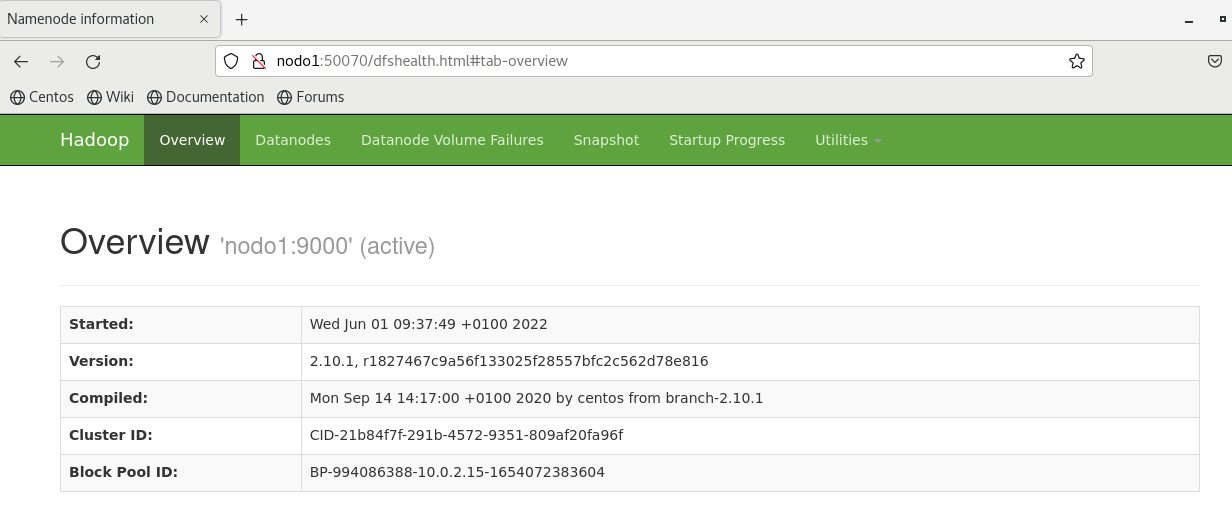 Namenode information
nodo1:50070/dfshealth.html#tab-overview
Centos Wiki Documentation Forums
Hadoop Overview Datanodes Datanode Volume Failures Snapshot Startup Progress Utilities
Overview 'nodo1:9000' (active)
Started: Wed Jun 01 09:37:49 +0100 2022
Version: 2.10.1, r1827467c9a56f133025f28557bfc2c562d78e816
Compiled: Mon Sep 14 14:17:00 +0100 2020 by centos from branch-2.10.1
Cluster ID: CID-21b84f7f-291b-4572-9351-809af20fa96f
Block Pool ID: BP-994086388-10.0.2.15-1654072383604